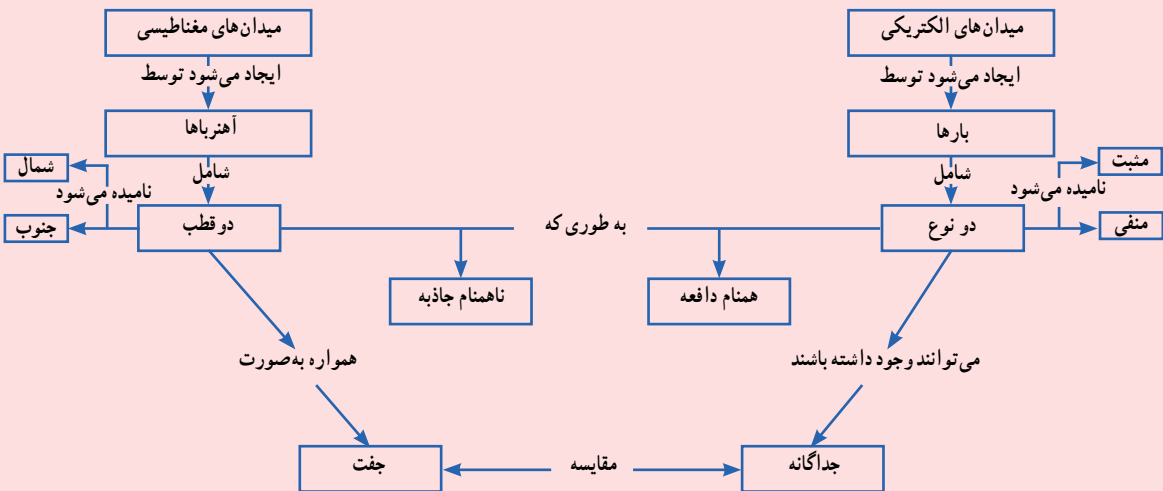 میدان‌های الکتریکی
ایجاد می‌شود توسط
بارها
شامل
دو نوع
نامیده می‌شود
مثبت
منفی
میدان‌های مغناطیسی
ایجاد می‌شود توسط
آهنرباها
شامل
دو قطب
نامیده می‌شود
شمال
جنوب
به طوری که
همنام دافعه
ناهمنام جاذبه
می‌توانند وجود داشته باشند
همواره به‌صورت
جداگانه
مقایسه
جفت